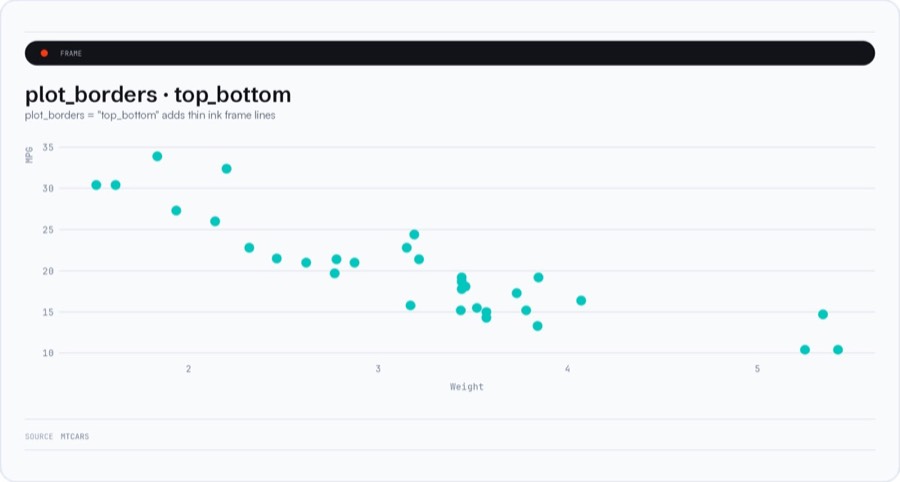 FRAME
plot_borders · top_bottom
plot_borders = "top_bottom" adds thin ink frame lines
MPG
35
30
25
20
15
10
2 3 4 5
Weight
SOURCE MTCARS